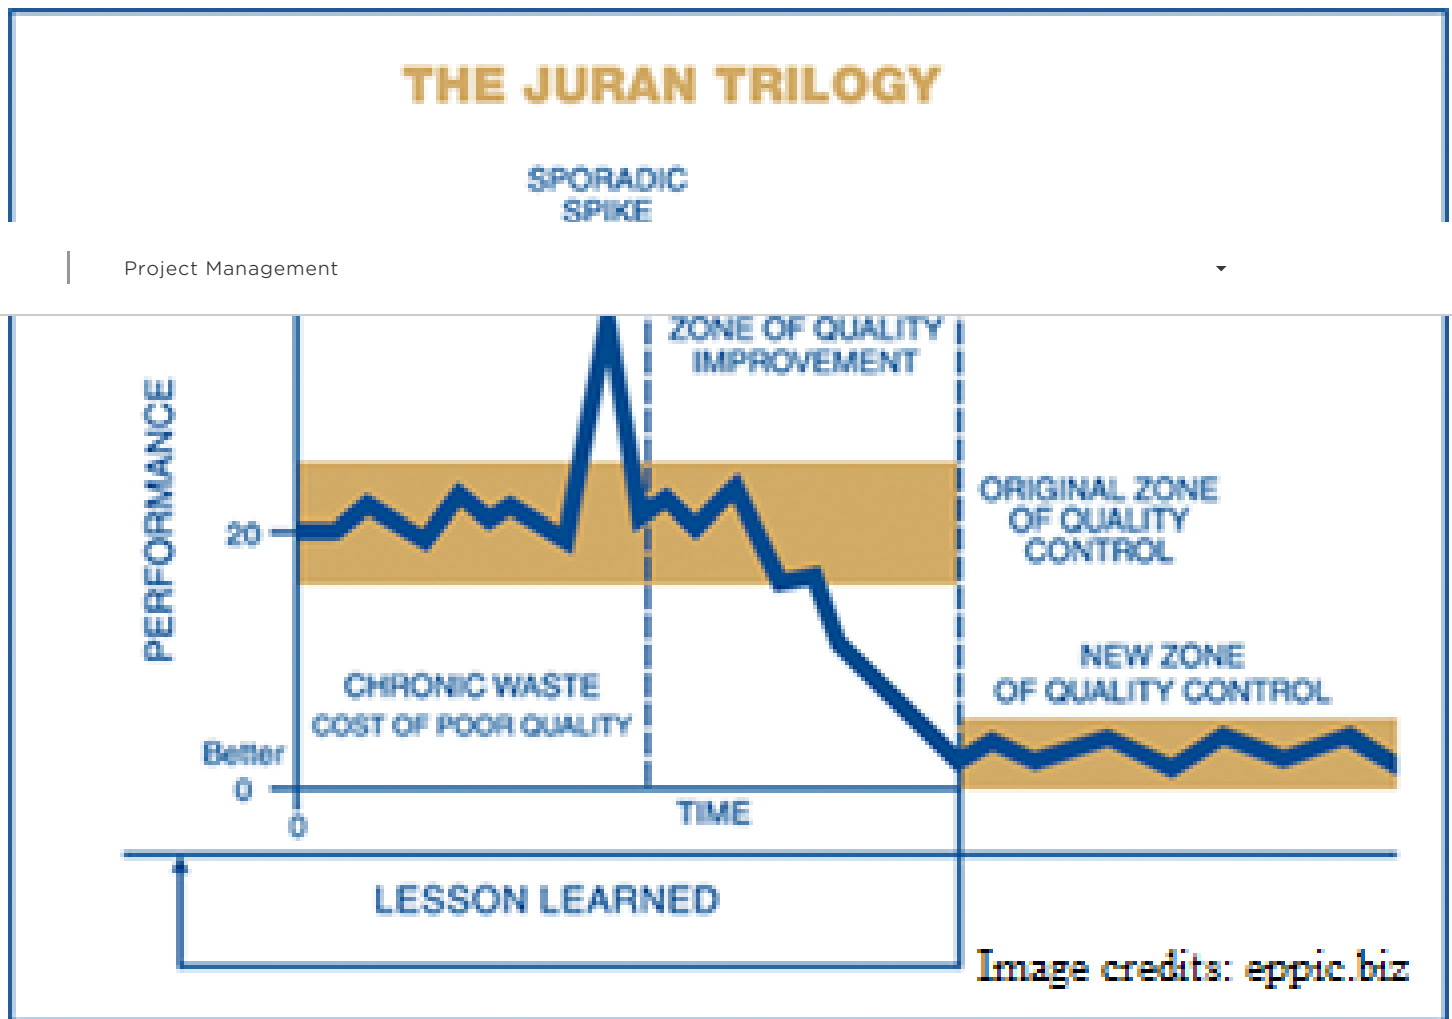 THE JURAN TRILOGY
SPORADIC
SPIKE
Project Management
ZONE OF QUALITY
IMPROVEMENT
PERFORMANCE
ORIGINAL ZONE
OF QUALITY
CONTROL
20
NEW ZONE
OF QUALITY CONTROL
CHRONIC WASTE
COST OF POOR QUALITY
Better
0
0
TIME
LESSON LEARNED
Image credits: eppic.biz